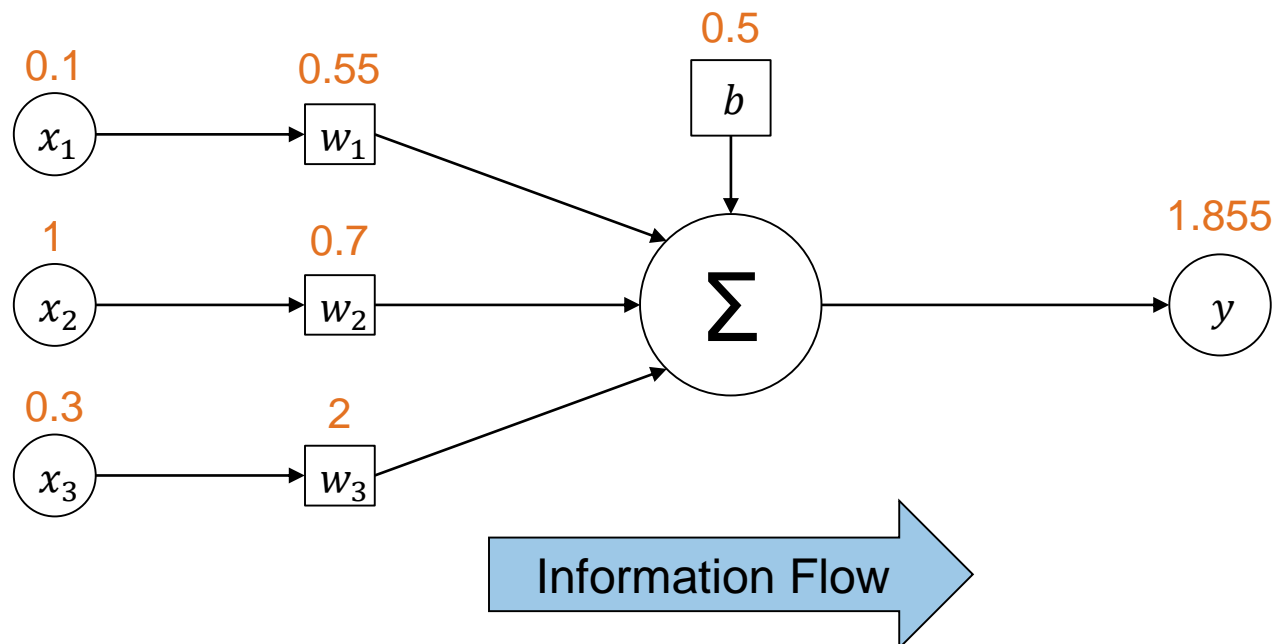 0.5
0.1 0.55
b
x₁ w₁
1 0.7 1.855
x₂ w₂ Σ y
0.3 2
x₃ w₃
Information Flow